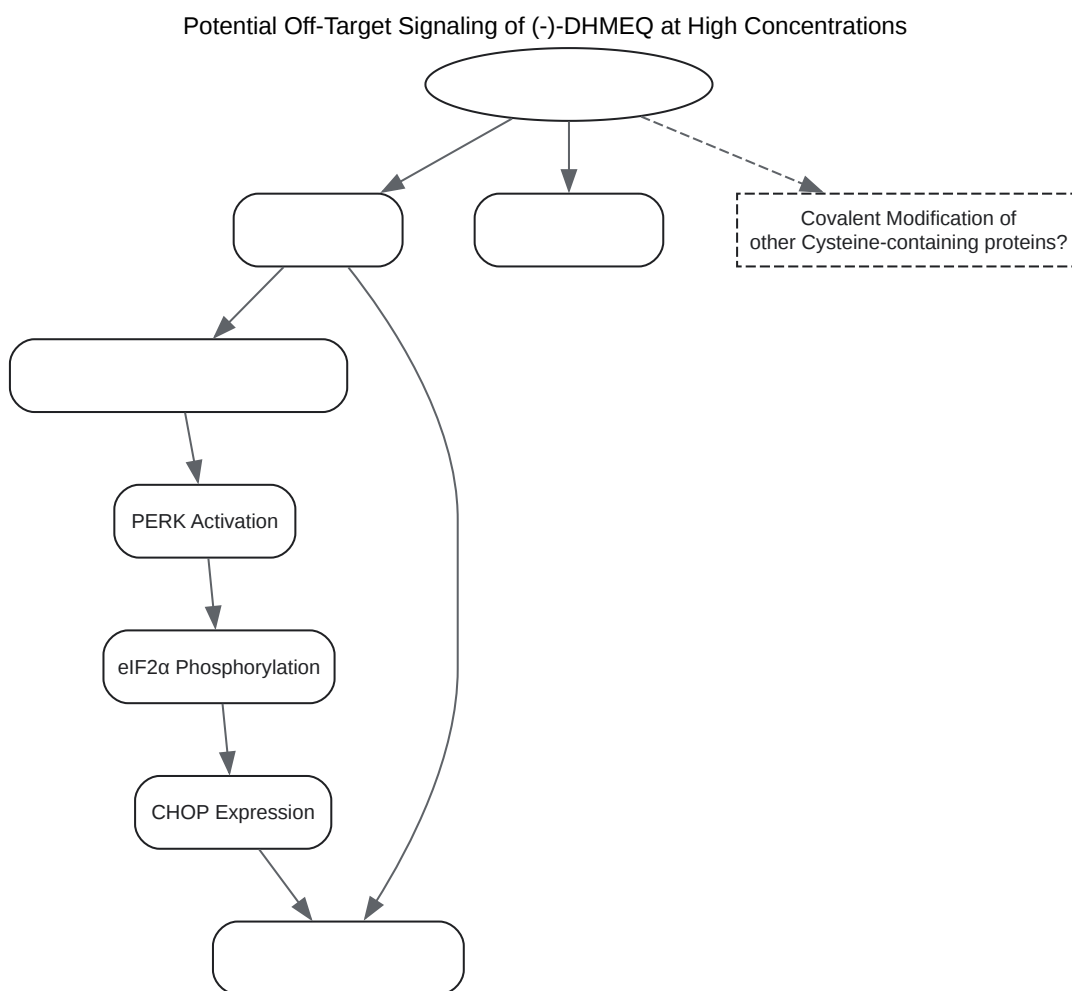 Potential Off-Target Signaling of (-)-DHMEQ at High Concentrations
Covalent Modification of
other Cysteine-containing proteins?
PERK Activation
eIF2α Phosphorylation
CHOP Expression